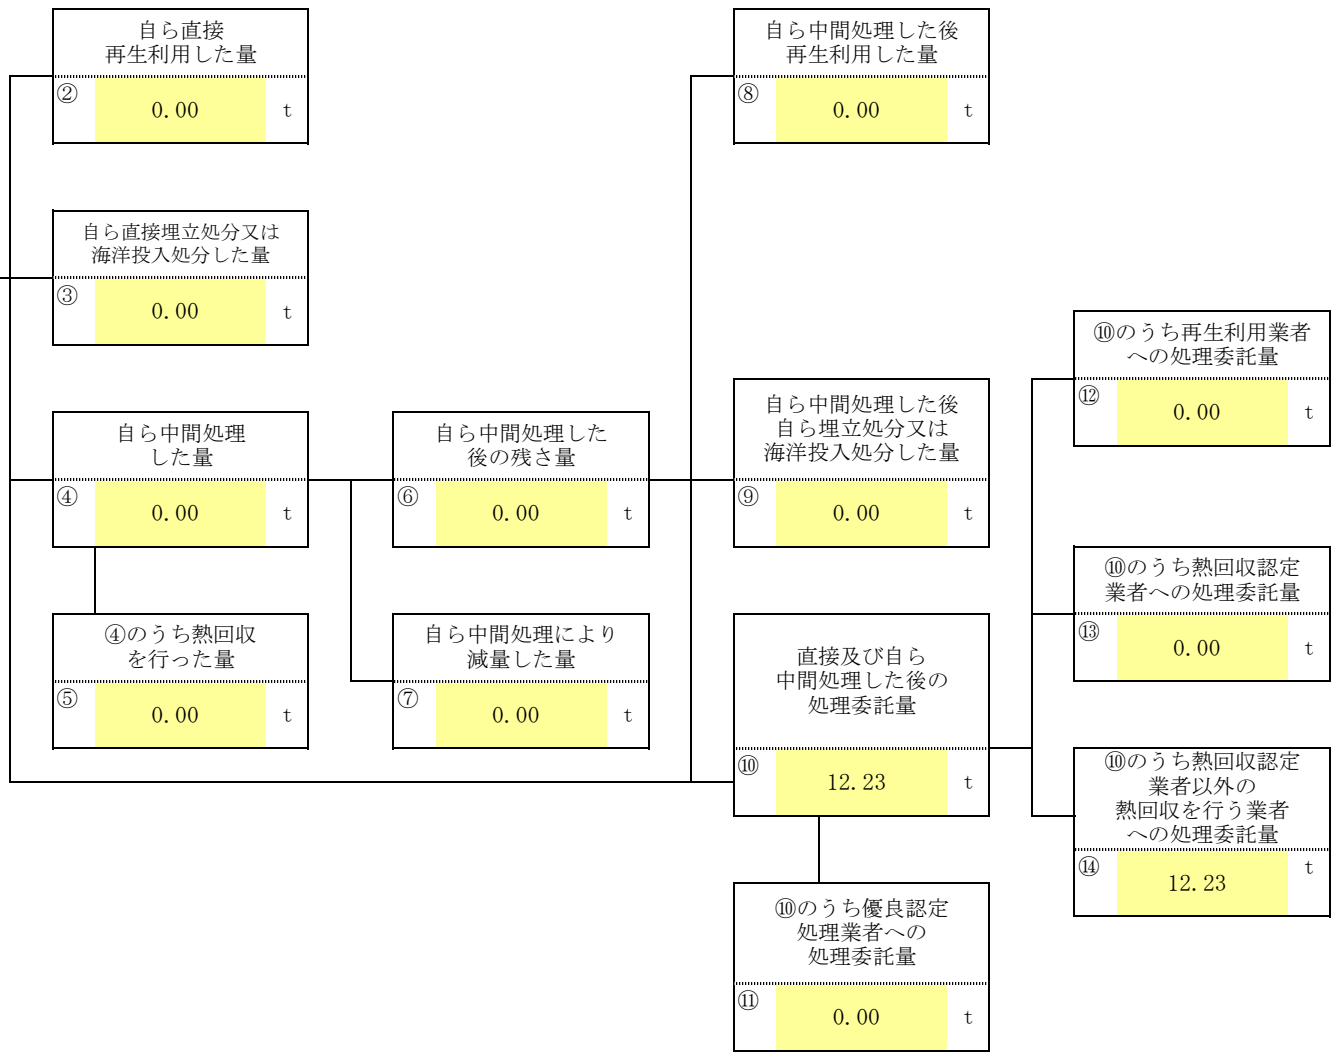 自ら直接
再生利用した量
②
0.00
t
自ら中間処理した後
再生利用した量
⑧
0.00
t
自ら直接埋立処分又は
海洋投入処分した量
③
0.00
t
⑩のうち再生利用業者
への処理委託量
⑫
0.00
t
自ら中間処理
した量
④
0.00
t
自ら中間処理した
後の残さ量
⑥
0.00
t
自ら中間処理した後
自ら埋立処分又は
海洋投入処分した量
⑨
0.00
t
⑩のうち熱回収認定
業者への処理委託量
⑬
0.00
t
④のうち熱回収
を行った量
⑤
0.00
t
自ら中間処理により
減量した量
⑦
0.00
t
直接及び自ら
中間処理した後の
処理委託量
⑩
12.23
t
⑩のうち熱回収認定
業者以外の
熱回収を行う業者
への処理委託量
⑭
12.23
t
⑩のうち優良認定
処理業者への
処理委託量
⑪
0.00
t